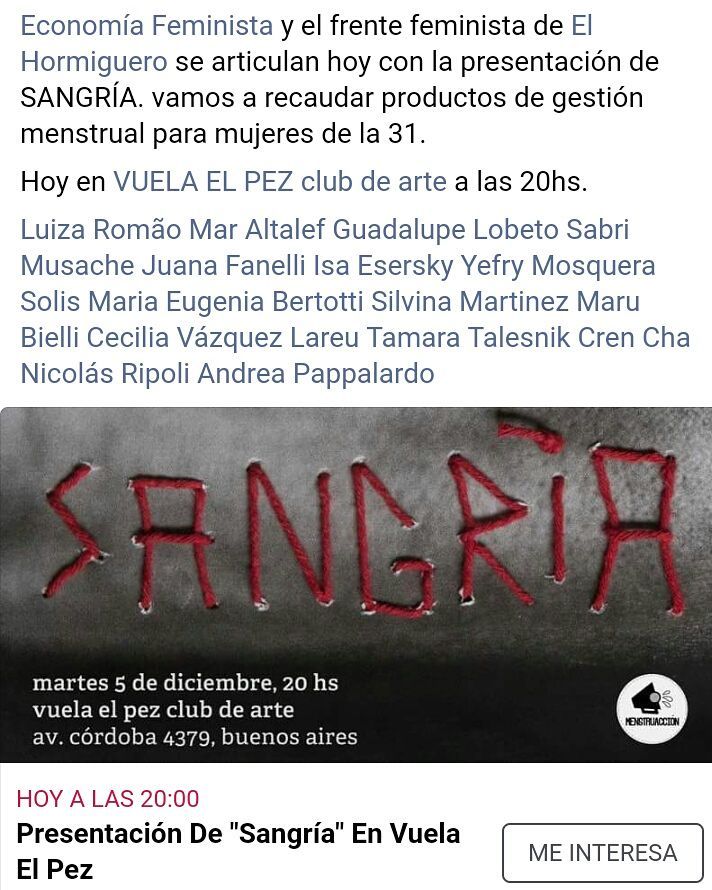 Economía Feminista y el frente feminista de El
Hormiguero se articulan hoy con la presentación de
SANGRÍA. vamos a recaudar productos de gestión
menstrual para mujeres de la 31.
Hoy en VUELA EL PEZ club de arte a las 20hs.
Luiza Romão Mar Altalef Guadalupe Lobeto Sabri
Musache Juana Fanelli Isa Esersky Yefry Mosquera
Solis Maria Eugenia Bertotti Silvina Martinez Maru
Bielli Cecilia Vázquez Lareu Tamara Talesnik Cren Cha
Nicolás Ripoli Andrea Pappalardo
SANGRÌA
martes 5 de diciembre, 20 hs
vuela el pez club de arte
av. córdoba 4379, buenos aires
MENSTRUACCIÓN
HOY A LAS 20:00
Presentación De "Sangría" En Vuela
El Pez
ME INTERESA